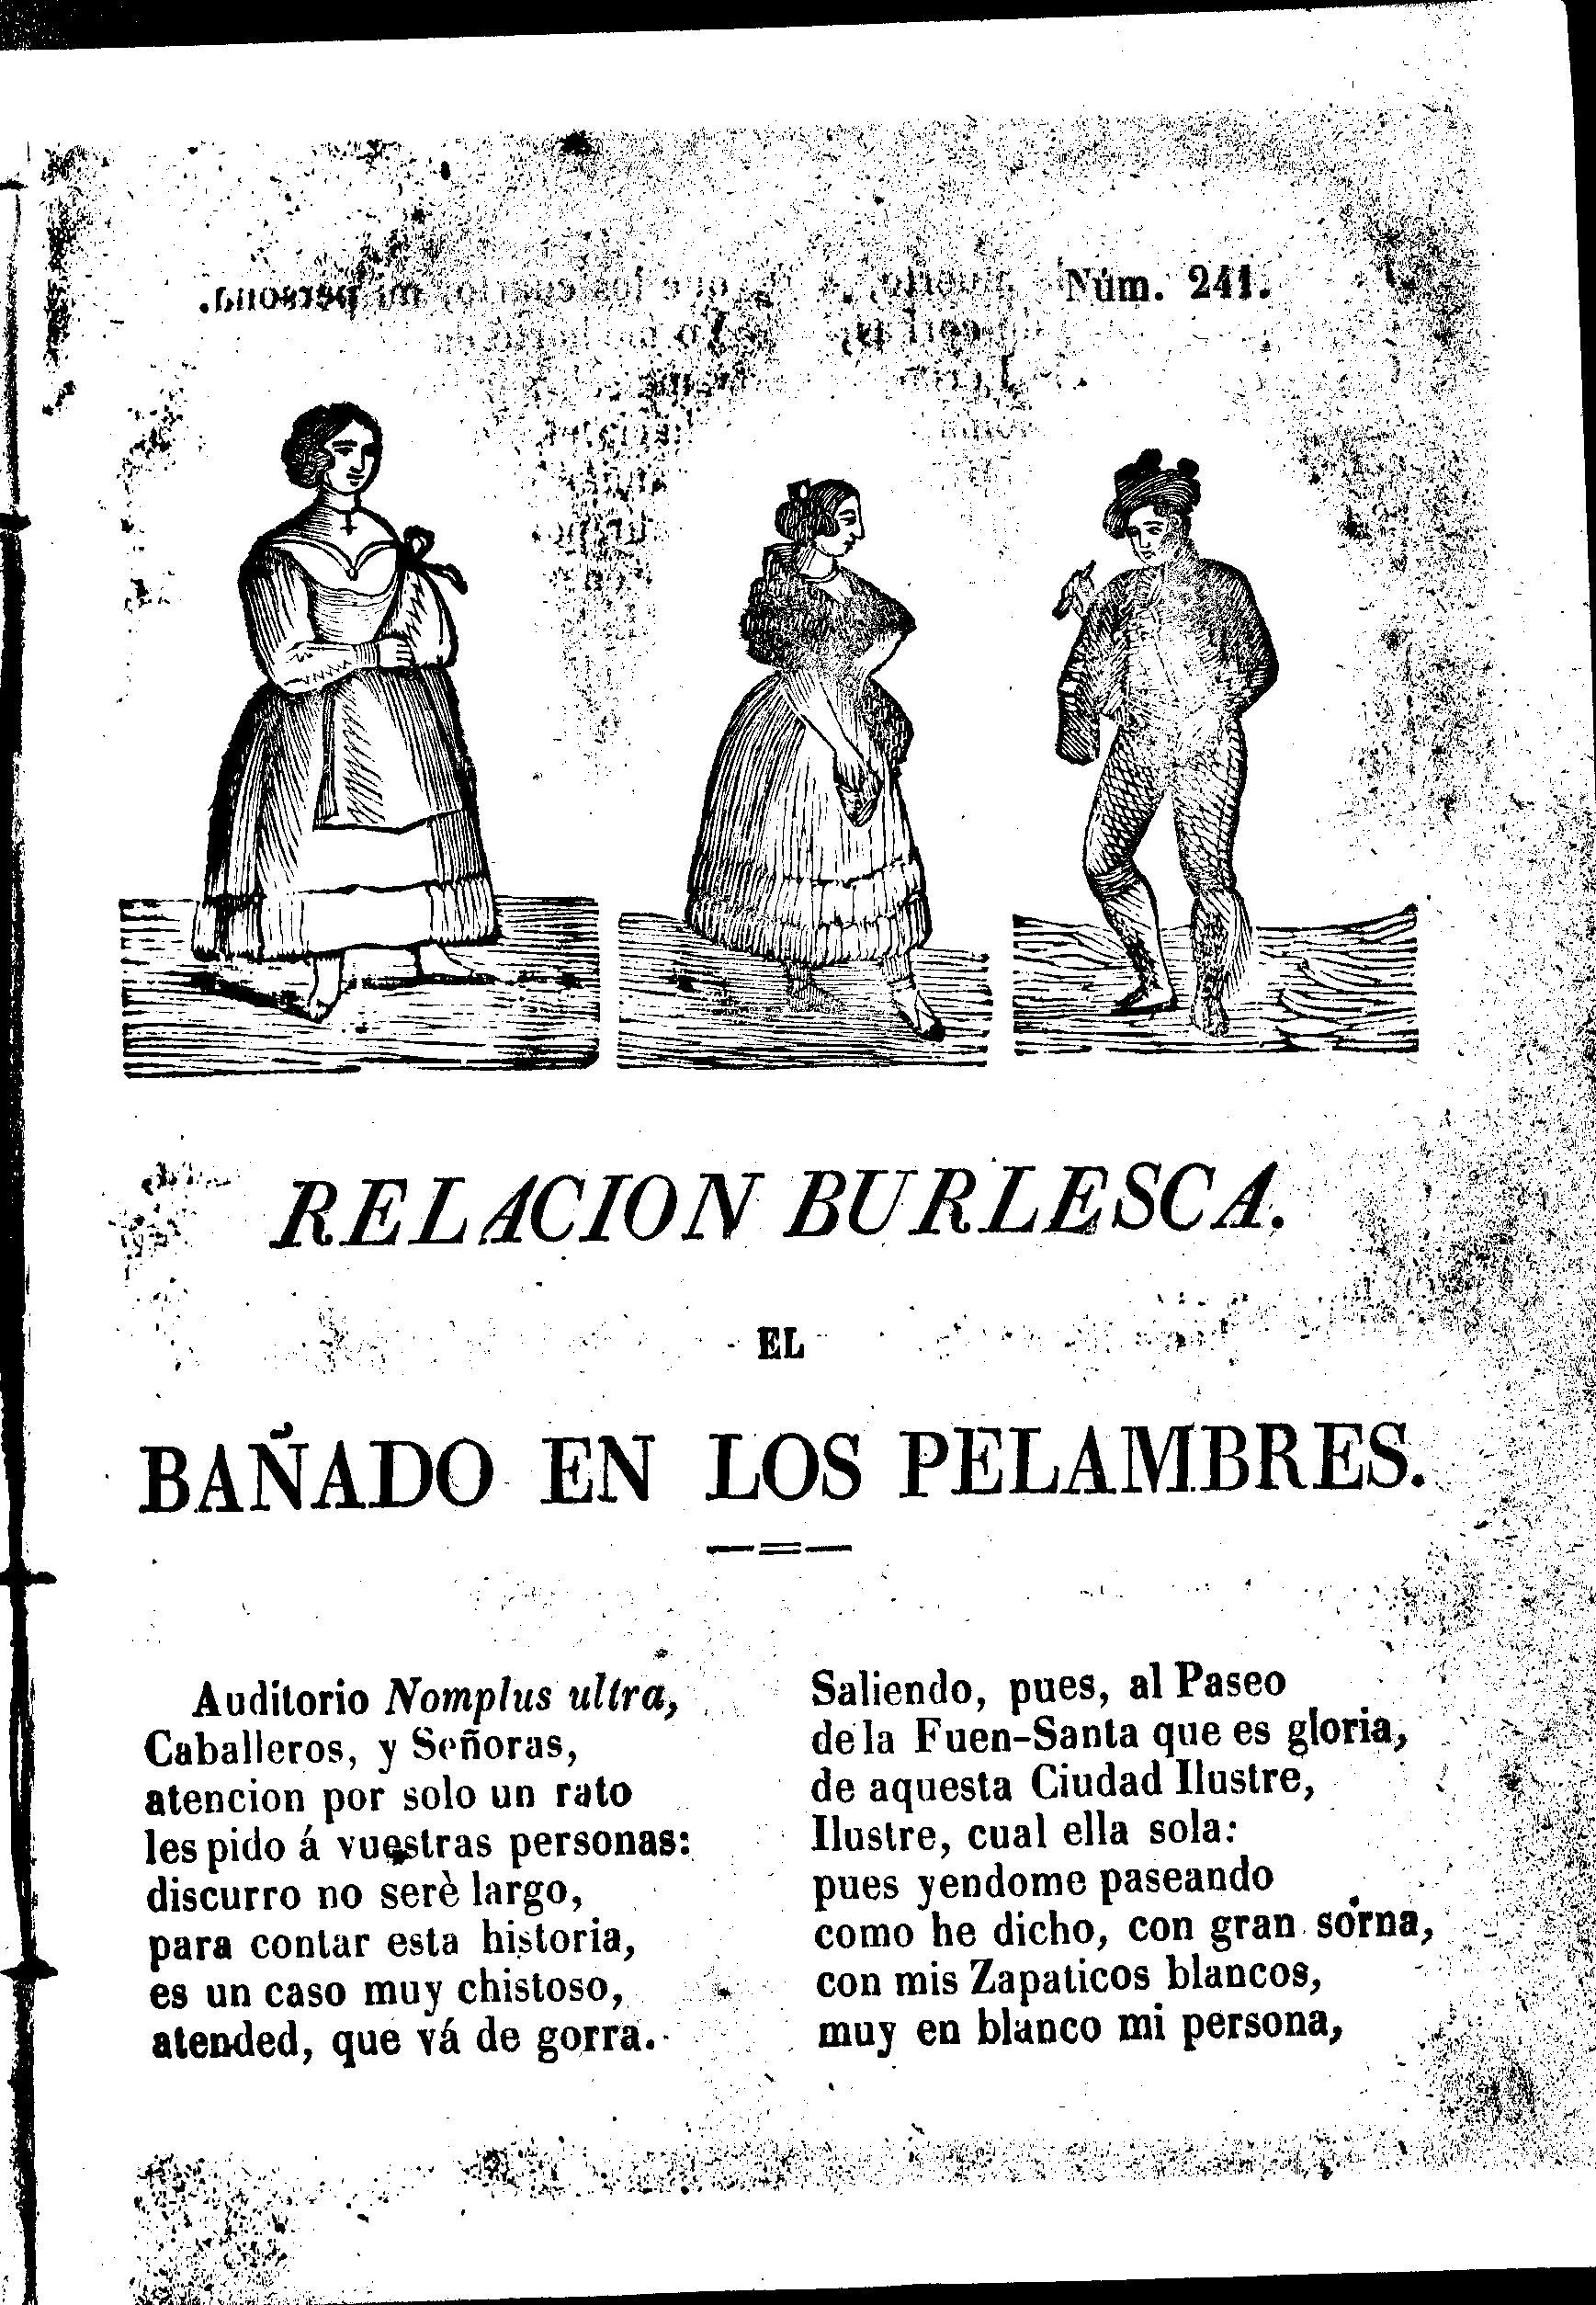 Núm. 241.
RELACION BURLESCA.
EL
BAÑADO EN LOS PELAMBRES.
Auditorio Nomplus ultra,
Caballeros, y Señoras,
atencion por solo un rato
les pido á vuestras personas:
discurro no serè largo,
para contar esta historia,
es un caso muy chistoso,
atended, que vá de gorra.
Saliendo, pues, al Paseo
de la Fuen-Santa que es gloria,
de aquesta Ciudad Ilustre,
Ilustre, cual ella sola:
pues yendome paseando
como he dicho, con gran sorna,
con mis Zapaticos blancos,
muy en blanco mi persona,